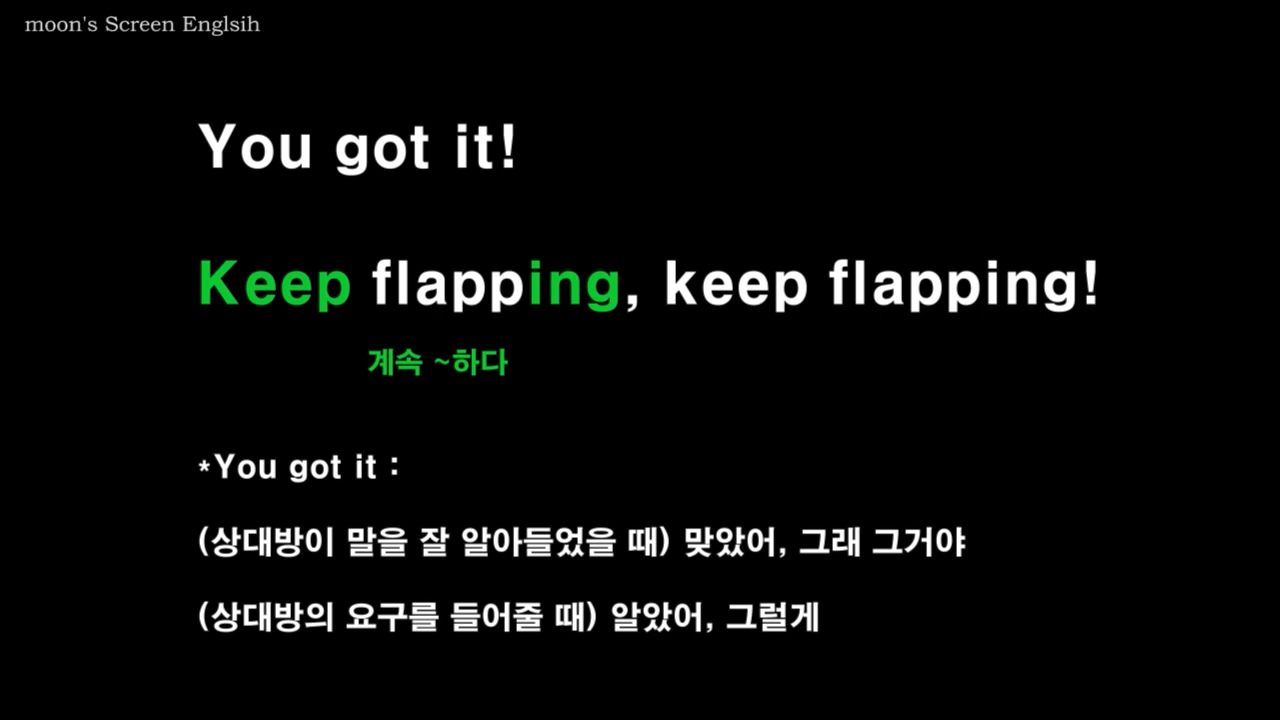 moon's Screen Englsih
You got it!
Keep flapping, keep flapping!
계속 ~하다
*You got it :
(상대방이 말을 잘 알아들었을 때) 맞았어, 그래 그거야
(상대방의 요구를 들어줄 때) 알았어, 그럴게